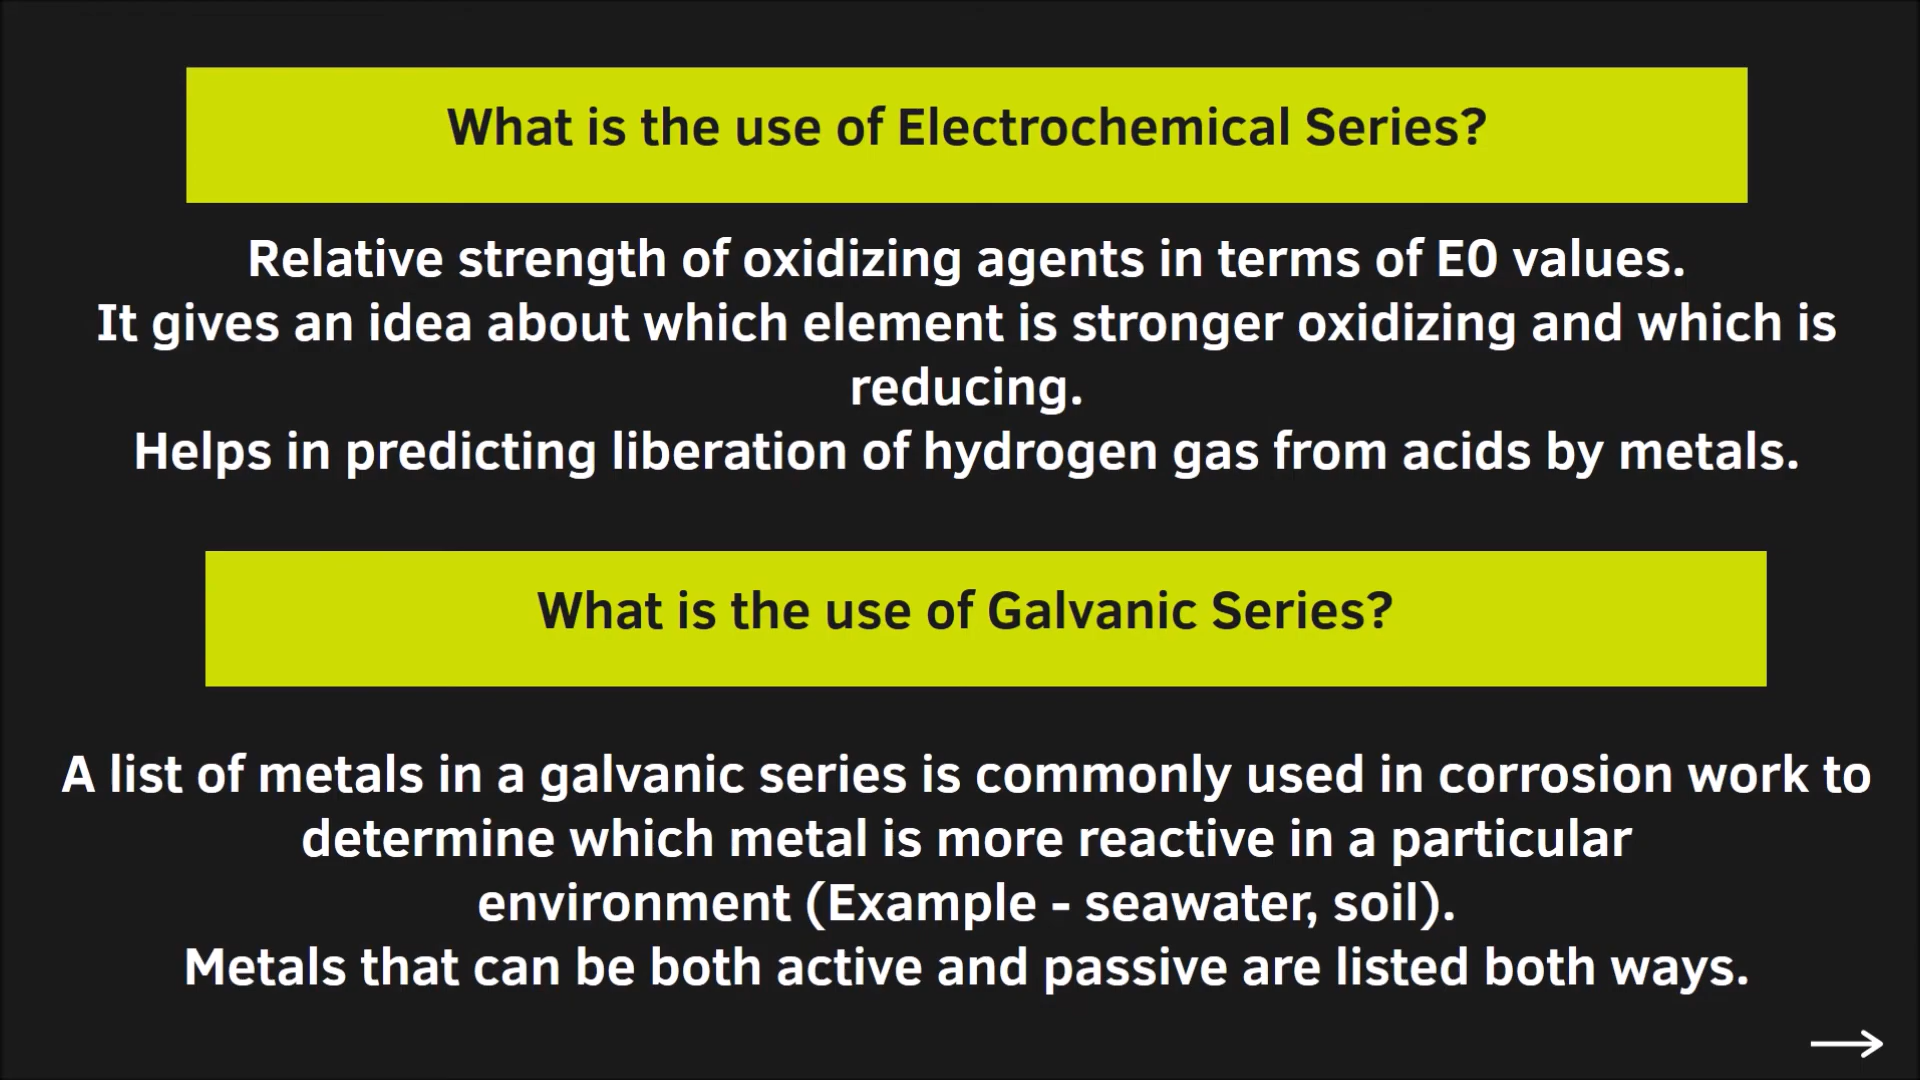 What is the use of Electrochemical Series?
Relative strength of oxidizing agents in terms of E0 values.
It gives an idea about which element is stronger oxidizing and which is
reducing.
Helps in predicting liberation of hydrogen gas from acids by metals.
What is the use of Galvanic Series?
A list of metals in a galvanic series is commonly used in corrosion work to
determine which metal is more reactive in a particular
environment (Example - seawater, soil).
Metals that can be both active and passive are listed both ways.